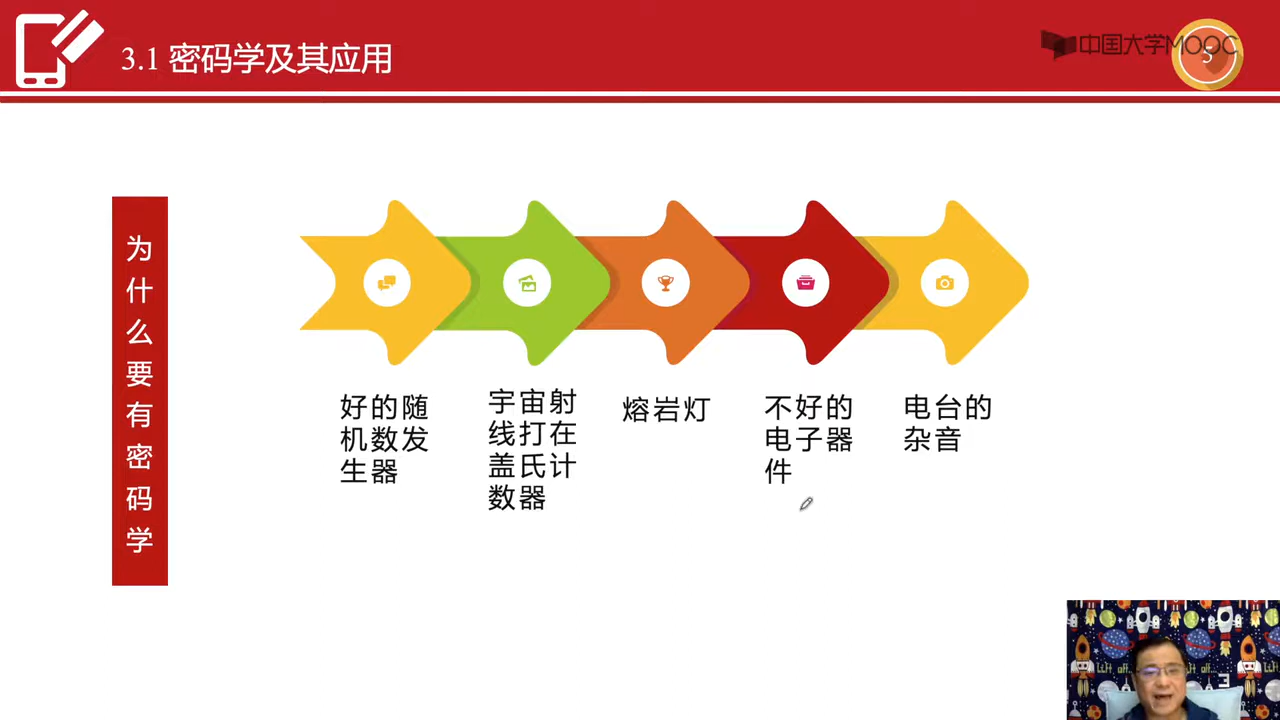 3.1 密码学及其应用
中国大学MOOC
5
为什么要有密码学
好的随
机数发
生器
宇宙射
线打在
盖氏计
数器
熔岩灯
不好的
电子器
件
电台的
杂音